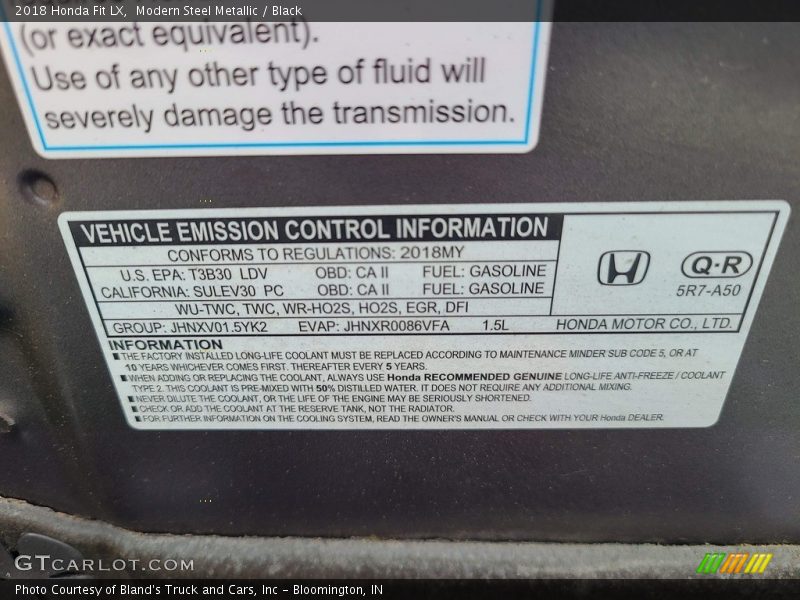 2018 Honda Fit LX, Modern Steel Metallic / Black
(or exact equivalent).
Use of any other type of fluid will
severely damage the transmission.
VEHICLE EMISSION CONTROL INFORMATION
CONFORMS TO REGULATIONS: 2018MY
U.S. EPA: T3B30 LDV OBD: CA II FUEL: GASOLINE
CALIFORNIA: SULEV30 PC OBD: CA II FUEL: GASOLINE
WU-TWC, TWC, WR-HO2S, HO2S, EGR, DFI
GROUP: JHNXV01.5YK2 EVAP: JHNXR0086VFA 1.5L HONDA MOTOR CO., LTD.
Q·R
5R7-A50
INFORMATION
■THE FACTORY INSTALLED LONG-LIFE COOLANT MUST BE REPLACED ACCORDING TO MAINTENANCE MINDER SUB CODE 5, OR AT
10 YEARS WHICHEVER COMES FIRST. THEREAFTER EVERY 5 YEARS.
■WHEN ADDING OR REPLACING THE COOLANT, ALWAYS USE Honda RECOMMENDED GENUINE LONG-LIFE ANTI-FREEZE / COOLANT
TYPE 2. THIS COOLANT IS PRE-MIXED WITH 50% DISTILLED WATER. IT DOES NOT REQUIRE ANY ADDITIONAL MIXING.
■NEVER DILUTE THE COOLANT, OR THE LIFE OF THE ENGINE MAY BE SERIOUSLY SHORTENED.
■CHECK OR ADD THE COOLANT AT THE RESERVE TANK, NOT THE RADIATOR.
■FOR FURTHER INFORMATION ON THE COOLING SYSTEM, READ THE OWNER'S MANUAL OR CHECK WITH YOUR Honda DEALER.
GTCARLOT.COM
Photo Courtesy of Bland's Truck and Cars, Inc – Bloomington, IN